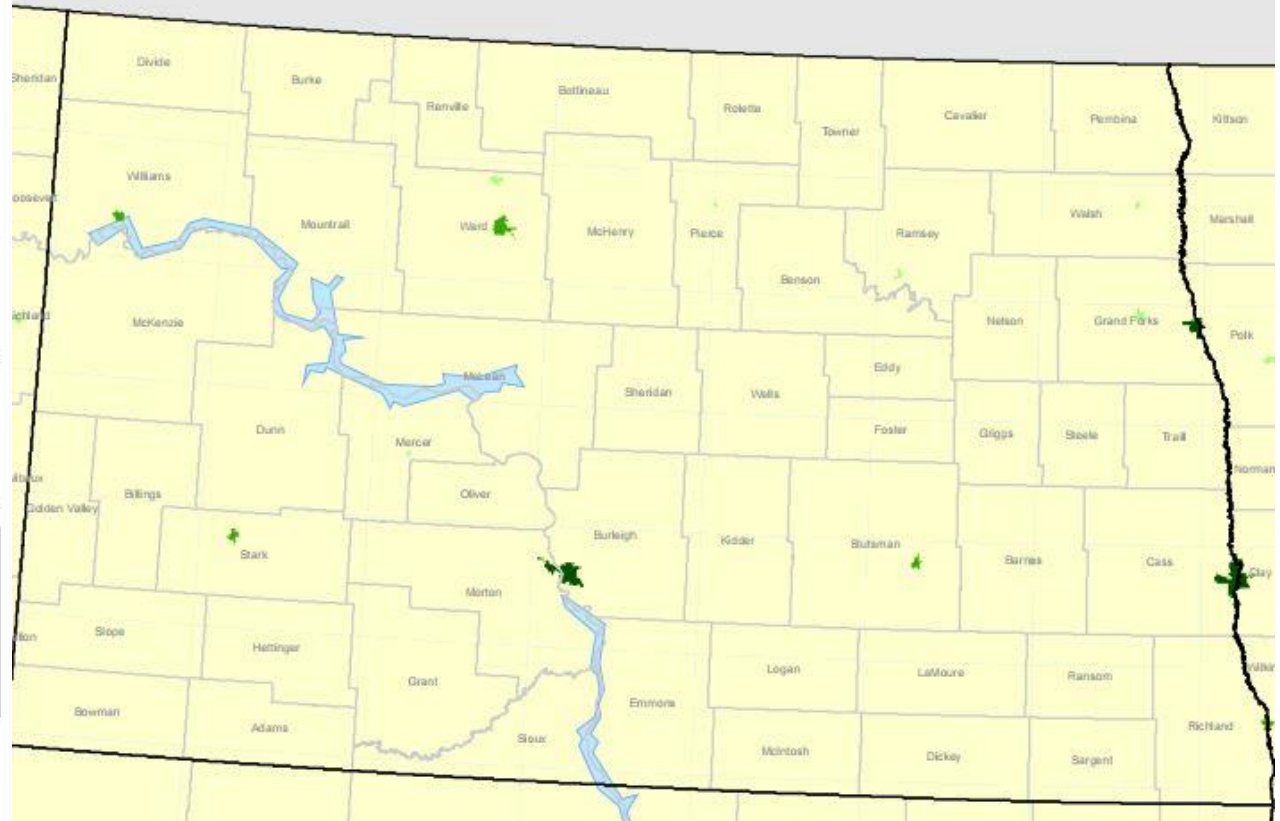 Divide
Sheridan
Burke
Bottineau
Renville
Rolette
Cavalier
Pembina
Kittson
Towner
Williams
Roosevelt
Mountrail
Ward
McHenry
Pierce
Ramsey
Walsh
Marshall
Benson
McKenzie
Nelson
Grand Forks
Polk
McLean
Eddy
Sheridan
Wells
Dunn
Mercer
Foster
Griggs
Steele
Traill
Norman
Billings
Golden Valley
Oliver
Stark
Burleigh
Kidder
Stutsman
Barnes
Cass
Clay
Morton
Slope
Hettinger
Grant
Logan
LaMoure
Ransom
Emmons
Bowman
Adams
Sioux
McIntosh
Dickey
Sargent
Richland